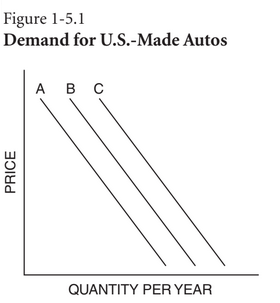 Figure 1-5.1
Demand for U.S.-Made Autos
A B C
PRICE
QUANTITY PER YEAR